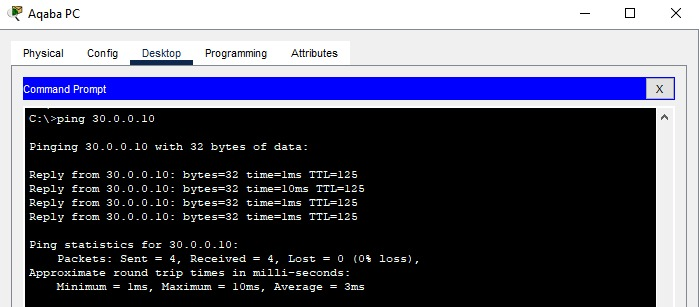 Aqaba PC
Physical Config Desktop Programming Attributes
Command Prompt
X
C:\>ping 30.0.0.10
Pinging 30.0.0.10 with 32 bytes of data:
Reply from 30.0.0.10: bytes=32 time=1ms TTL=125
Reply from 30.0.0.10: bytes=32 time=10ms TTL=125
Reply from 30.0.0.10: bytes=32 time=1ms TTL=125
Reply from 30.0.0.10: bytes=32 time=1ms TTL=125
Ping statistics for 30.0.0.10:
Packets: Sent = 4, Received = 4, Lost = 0 (0% loss),
Approximate round trip times in milli-seconds:
Minimum = 1ms, Maximum = 10ms, Average = 3ms